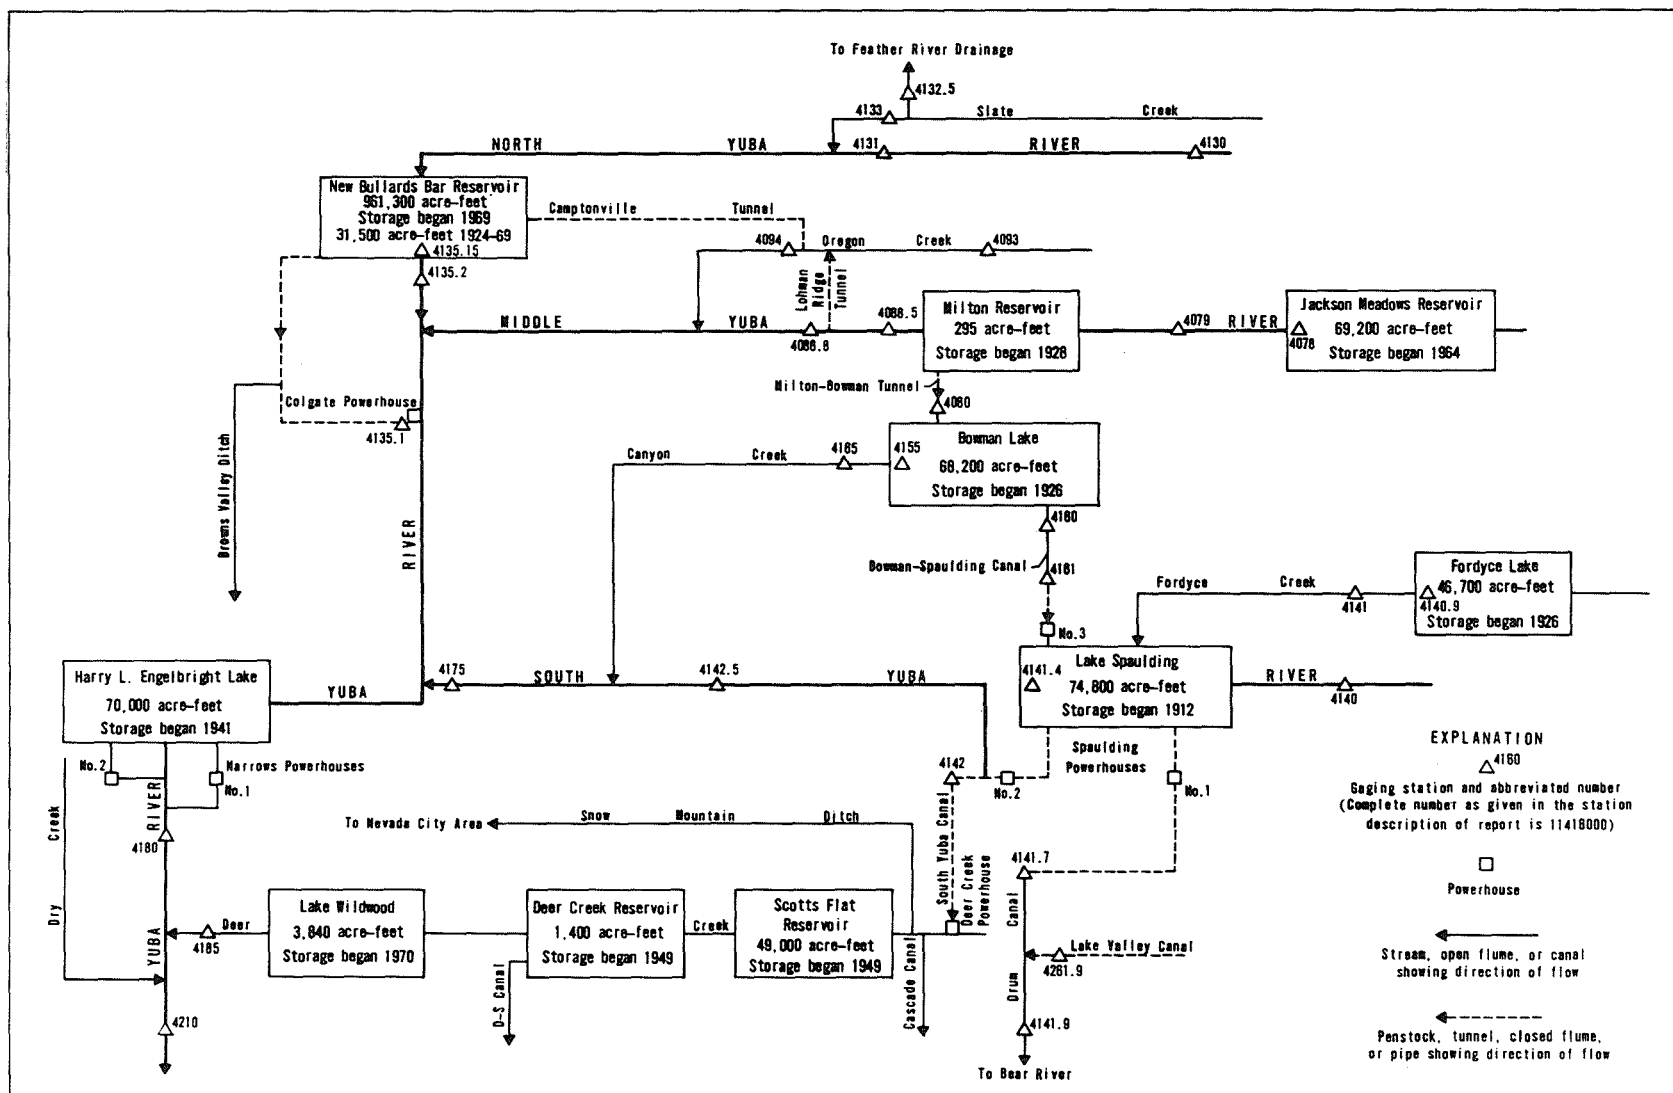 To Feather River Drainage
4132.5
4133
Slate Creek
NORTH YUBA RIVER
4131
4130
New Bullards Bar Reservoir
961,300 acre-feet
Storage began 1969
31,500 acre-feet 1924-69
4135.15
4135.2
Camptonville Tunnel
4094
Oregon Creek
4093
Lohman
Ridge
Tunnel
MIDDLE YUBA RIVER
4088.8
4088.5
Milton Reservoir
295 acre-feet
Storage began 1928
4079
Jackson Meadows Reservoir
69,200 acre-feet
Storage began 1964
4078
Milton-Bowman Tunnel
4080
Colgate Powerhouse
4135.1
Browns Valley Ditch
RIVER
Canyon Creek
4165
4155
Bowman Lake
68,200 acre-feet
Storage began 1926
4160
Bowman-Spaulding Canal
4161
No.3
Fordyce Creek
4141
Fordyce Lake
46,700 acre-feet
4140.9
Storage began 1926
Harry L. Engelbright Lake
70,000 acre-feet
Storage began 1941
YUBA
4175
SOUTH YUBA RIVER
4142.5
Lake Spaulding
4141.4
74,800 acre-feet
Storage began 1912
4140
No.2
Narrows Powerhouses
No.1
RIVER
4180
Dry Creek
Spaulding
Powerhouses
4142
No.2
No.1
To Nevada City Area
Snow Mountain Ditch
South Yuba Canal
Deer Creek
Powerhouse
4141.7
YUBA
Deer Creek
4185
Lake Wildwood
3,840 acre-feet
Storage began 1970
Deer Creek Reservoir
1,400 acre-feet
Storage began 1949
Scotts Flat
Reservoir
49,000 acre-feet
Storage began 1949
4210
D-S Canal
Cascade Canal
Drum Canal
Lake Valley Canal
4261.9
4141.9
To Bear River
EXPLANATION
4160
Gaging station and abbreviated number
(Complete number as given in the station
description of report is 11416000)
Powerhouse
Stream, open flume, or canal
showing direction of flow
Penstock, tunnel, closed flume,
or pipe showing direction of flow